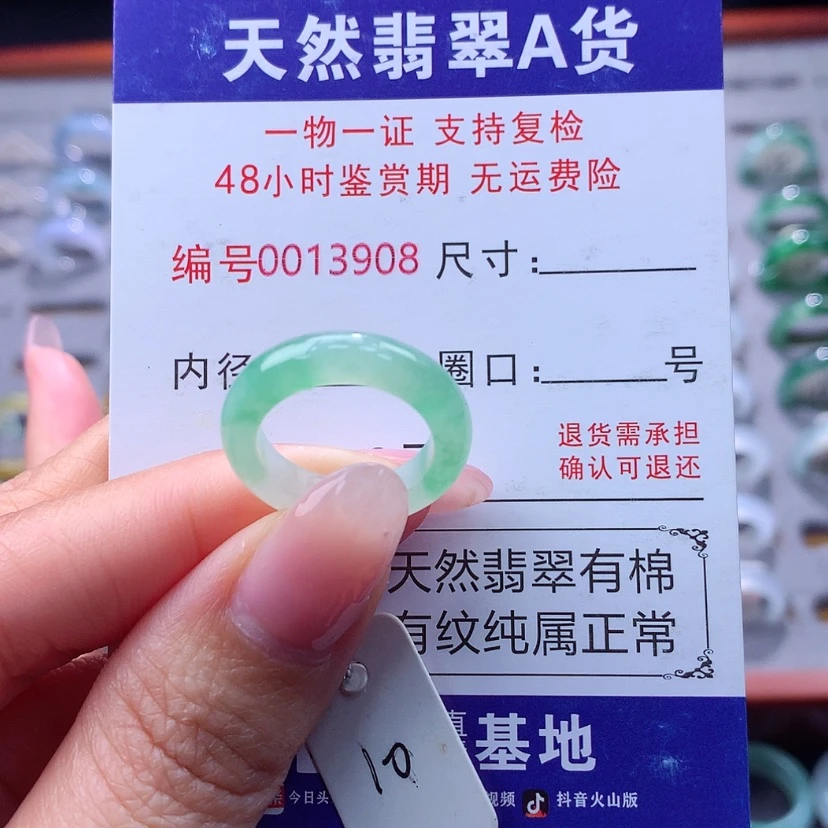 天然翡翠A货
一物一证 支持复检
48小时鉴赏期 无运费险
编号0013908 尺寸:
内径 圈口: 号
退货需承担
确认可退还
天然翡翠有棉
有纹纯属正常
基地
10
今日头 视频 抖音火山版